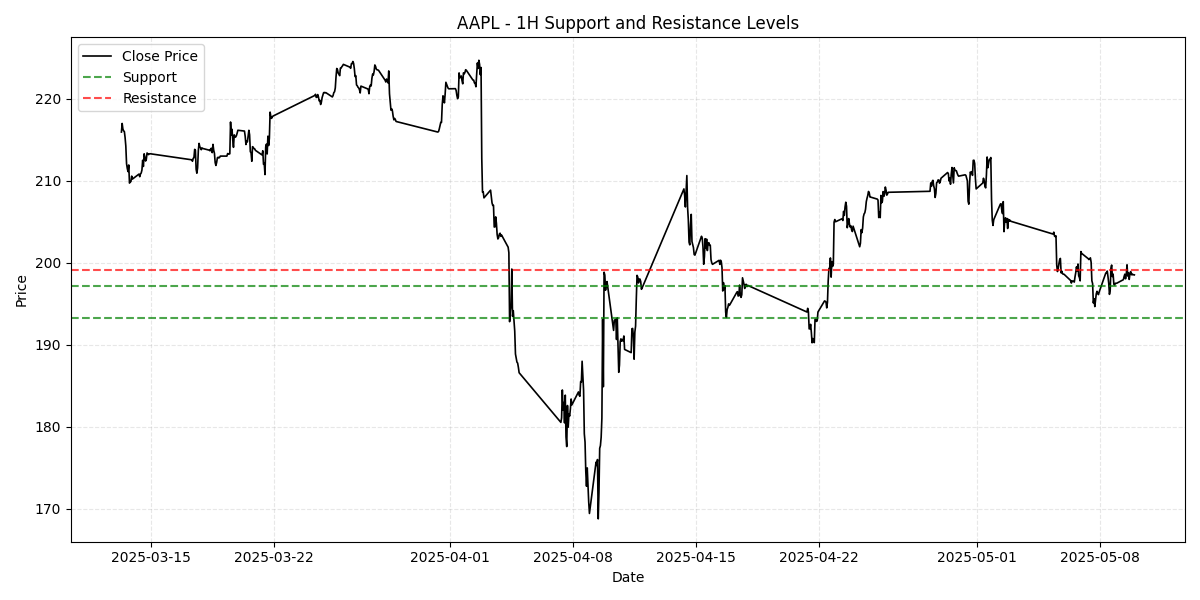 AAPL - 1H Support and Resistance Levels
Close Price
Support
Resistance
Price
220
210
200
190
180
170
2025-03-15
2025-03-22
2025-04-01
2025-04-08
2025-04-15
2025-04-22
2025-05-01
2025-05-08
Date